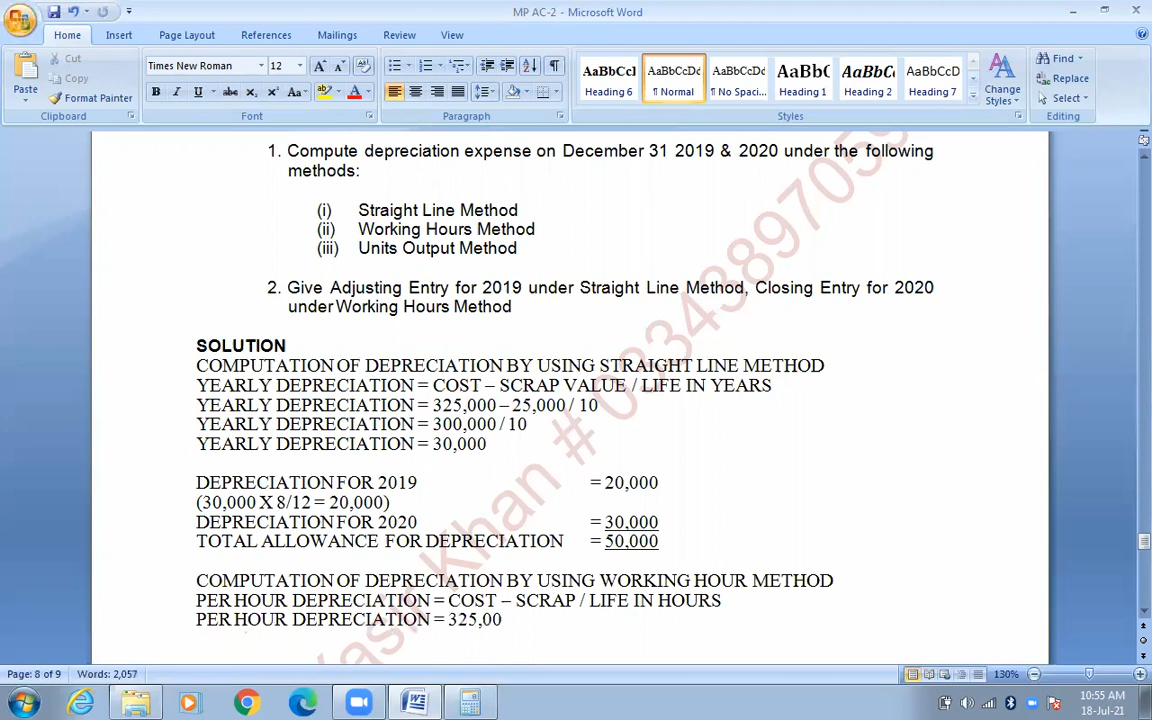 MP AC-2 - Microsoft Word
Home Insert Page Layout References Mailings Review View
Paste
Cut
Copy
Format Painter
Clipboard
Times New Roman 12
Font
Paragraph
AaBbCcI AaBbCcDd AaBbCcDd AaBbC AaBbCc AaBbCcD
Heading 6 ¶ Normal ¶ No Spaci... Heading 1 Heading 2 Heading 7
Styles
Change Styles
Find
Replace
Select
Editing
1. Compute depreciation expense on December 31 2019 & 2020 under the following
methods:
(i) Straight Line Method
(ii) Working Hours Method
(iii) Units Output Method
2. Give Adjusting Entry for 2019 under Straight Line Method, Closing Entry for 2020
under Working Hours Method
SOLUTION
COMPUTATION OF DEPRECIATION BY USING STRAIGHT LINE METHOD
YEARLY DEPRECIATION = COST – SCRAP VALUE / LIFE IN YEARS
YEARLY DEPRECIATION = 325,000 – 25,000 / 10
YEARLY DEPRECIATION = 300,000 / 10
YEARLY DEPRECIATION = 30,000
DEPRECIATION FOR 2019 = 20,000
(30,000 X 8/12 = 20,000)
DEPRECIATION FOR 2020 = 30,000
TOTAL ALLOWANCE FOR DEPRECIATION = 50,000
COMPUTATION OF DEPRECIATION BY USING WORKING HOUR METHOD
PER HOUR DEPRECIATION = COST – SCRAP / LIFE IN HOURS
PER HOUR DEPRECIATION = 325,00
Yasir Khan # 03343897059
Page: 8 of 9 Words: 2,057 130%
10:55 AM
18-Jul-21